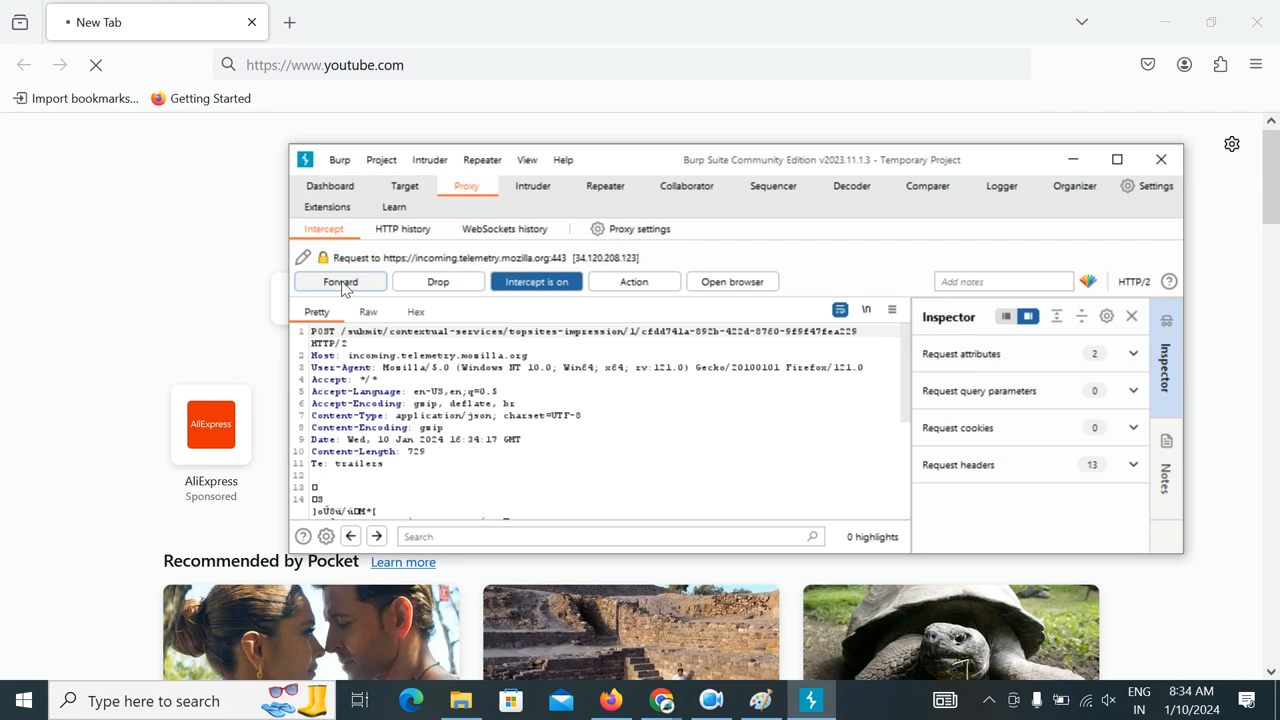 New Tab
https://www.youtube.com
Import bookmarks...
Getting Started
Burp Project Intruder Repeater View Help
Burp Suite Community Edition v2023.11.1.3 - Temporary Project
Dashboard Target Proxy Intruder Repeater Collaborator Sequencer Decoder Comparer Logger Organizer Settings
Extensions Learn
Intercept HTTP history WebSockets history Proxy settings
Request to https://incoming.telemetry.mozilla.org:443 [34.120.208.123]
Forward Drop Intercept is on Action Open browser Add notes HTTP/2
Pretty Raw Hex \n
1 POST /submit/contextual-services/topsites-impression/1/cfdd741a-892b-422d-8760-9f9f47fea229
HTTP/2
2 Host: incoming.telemetry.mozilla.org
3 User-Agent: Mozilla/5.0 (Windows NT 10.0; Win64; x64; rv:121.0) Gecko/20100101 Firefox/121.0
4 Accept: */*
5 Accept-Language: en-US,en;q=0.5
6 Accept-Encoding: gzip, deflate, br
7 Content-Type: application/json; charset=UTF-8
8 Content-Encoding: gzip
9 Date: Wed, 10 Jan 2024 16:34:17 GMT
10 Content-Length: 729
11 Te: trailers
12
13
14
Search
0 highlights
Inspector
Request attributes 2
Request query parameters 0
Request cookies 0
Request headers 13
Inspector
Notes
AliExpress
AliExpress
Sponsored
Recommended by Pocket Learn more
Type here to search
ENG
IN
8:34 AM
1/10/2024